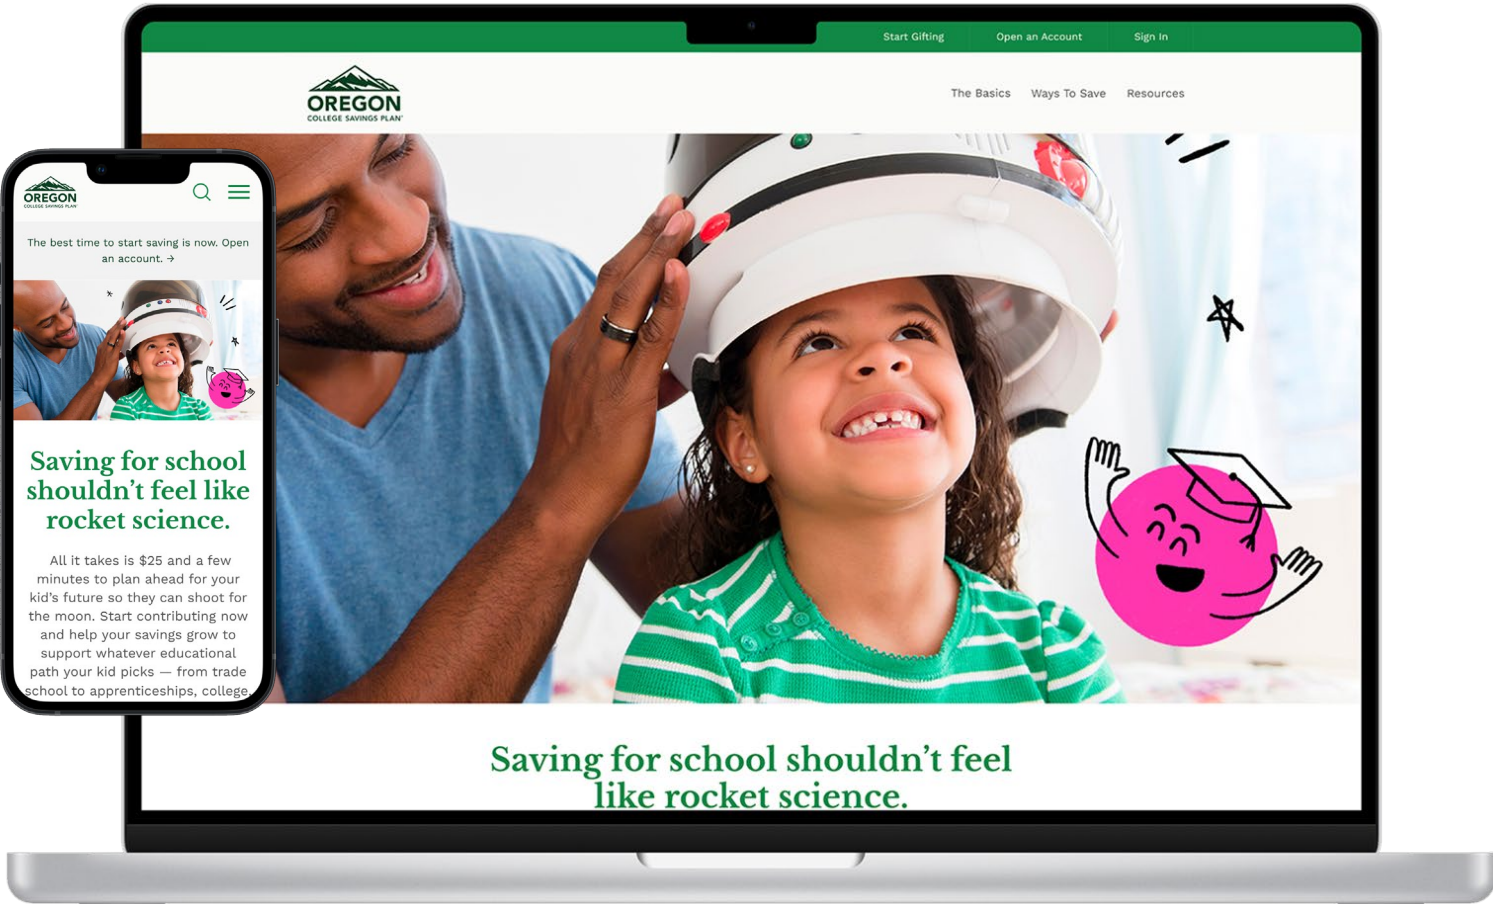 Start Gifting
Open an Account
Sign In
OREGON
COLLEGE SAVINGS PLAN
The Basics
Ways To Save
Resources
Saving for school shouldn’t feel
like rocket science.
OREGON
COLLEGE SAVINGS PLAN
The best time to start saving is now. Open
an account. →
Saving for school
shouldn’t feel like
rocket science.
All it takes is $25 and a few
minutes to plan ahead for your
kid’s future so they can shoot for
the moon. Start contributing now
and help your savings grow to
support whatever educational
path your kid picks — from trade
school to apprenticeships, college,